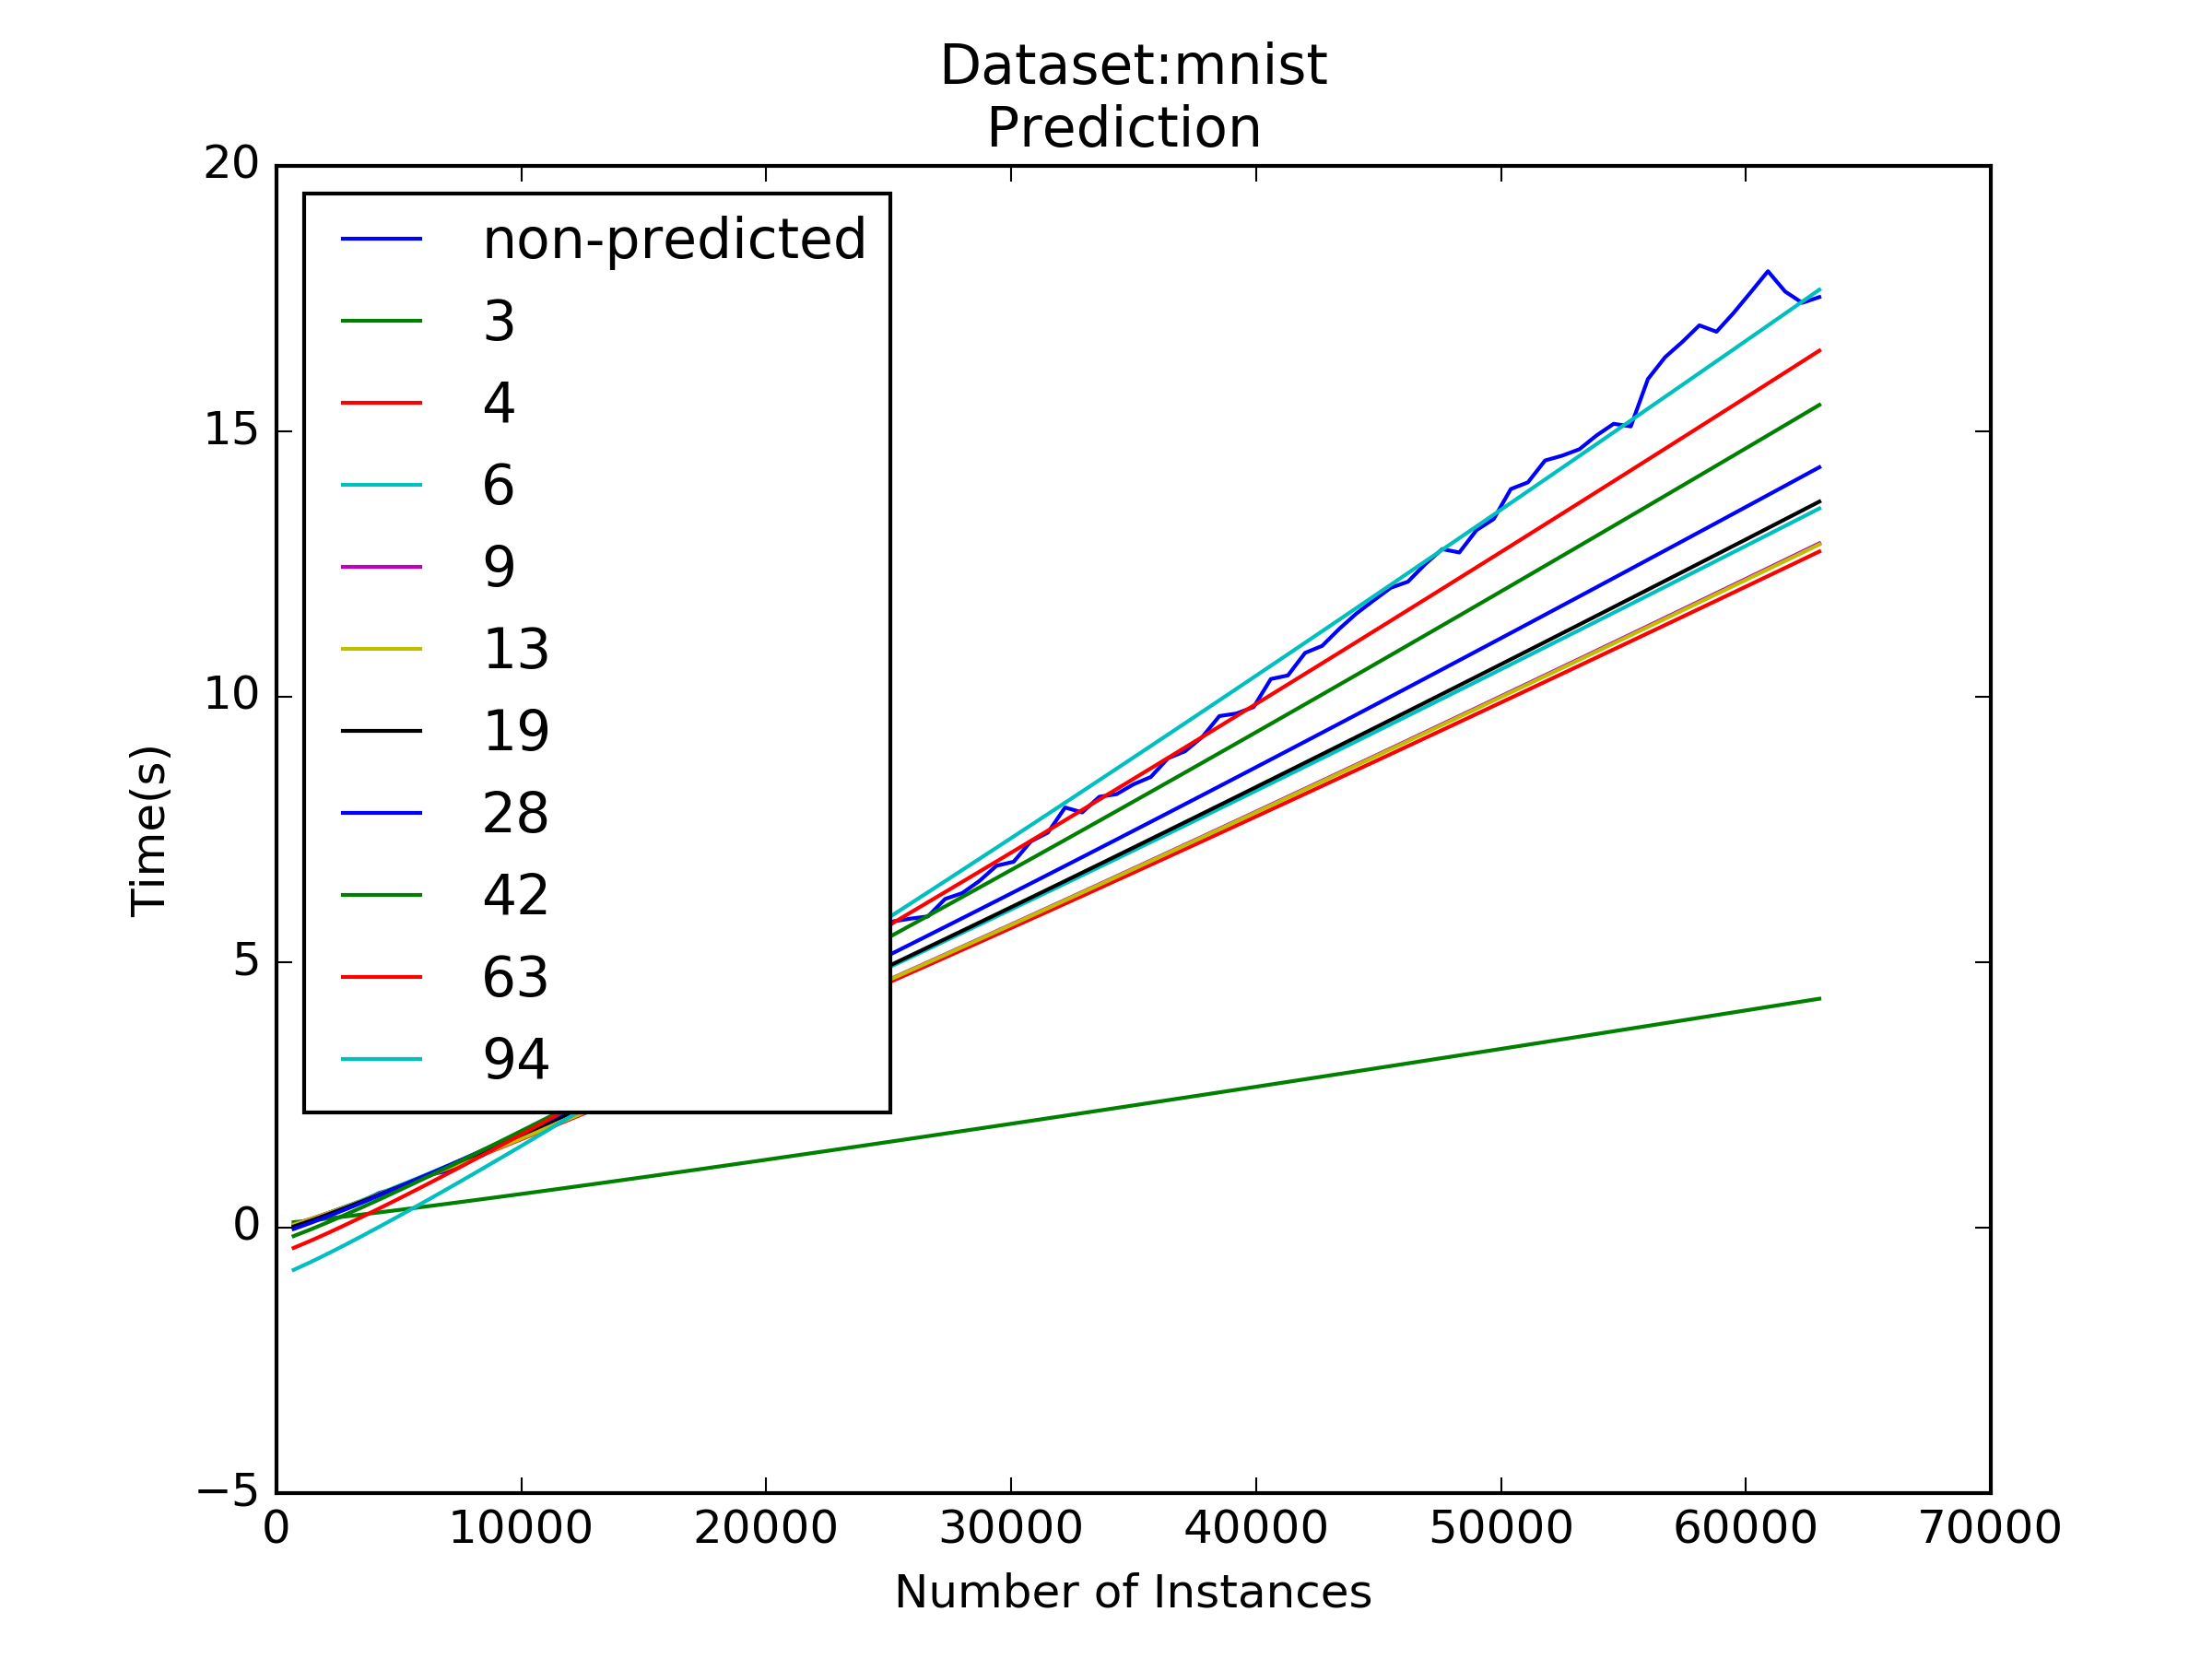 Dataset:mnist
Prediction
20
15
10
5
0
−5
Time(s)
non-predicted
3
4
6
9
13
19
28
42
63
94
0 10000 20000 30000 40000 50000 60000 70000
Number of Instances